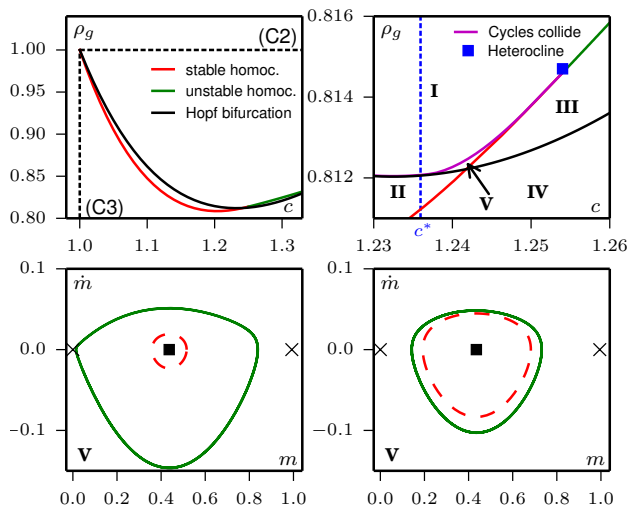 ρg
(C2)
1.00
stable homoc.
0.95
unstable homoc.
0.90
Hopf bifurcation
0.85
(C3)
c
0.80
1.0 1.1 1.2 1.3
0.816
ρg
Cycles collide
Heterocline
I
0.814
III
0.812
II
V
IV
c
1.23 c* 1.24 1.25 1.26
0.1
ṁ
0.0
−0.1
V
m
0.0 0.2 0.4 0.6 0.8 1.0
0.1
ṁ
0.0
−0.1
V
m
0.0 0.2 0.4 0.6 0.8 1.0